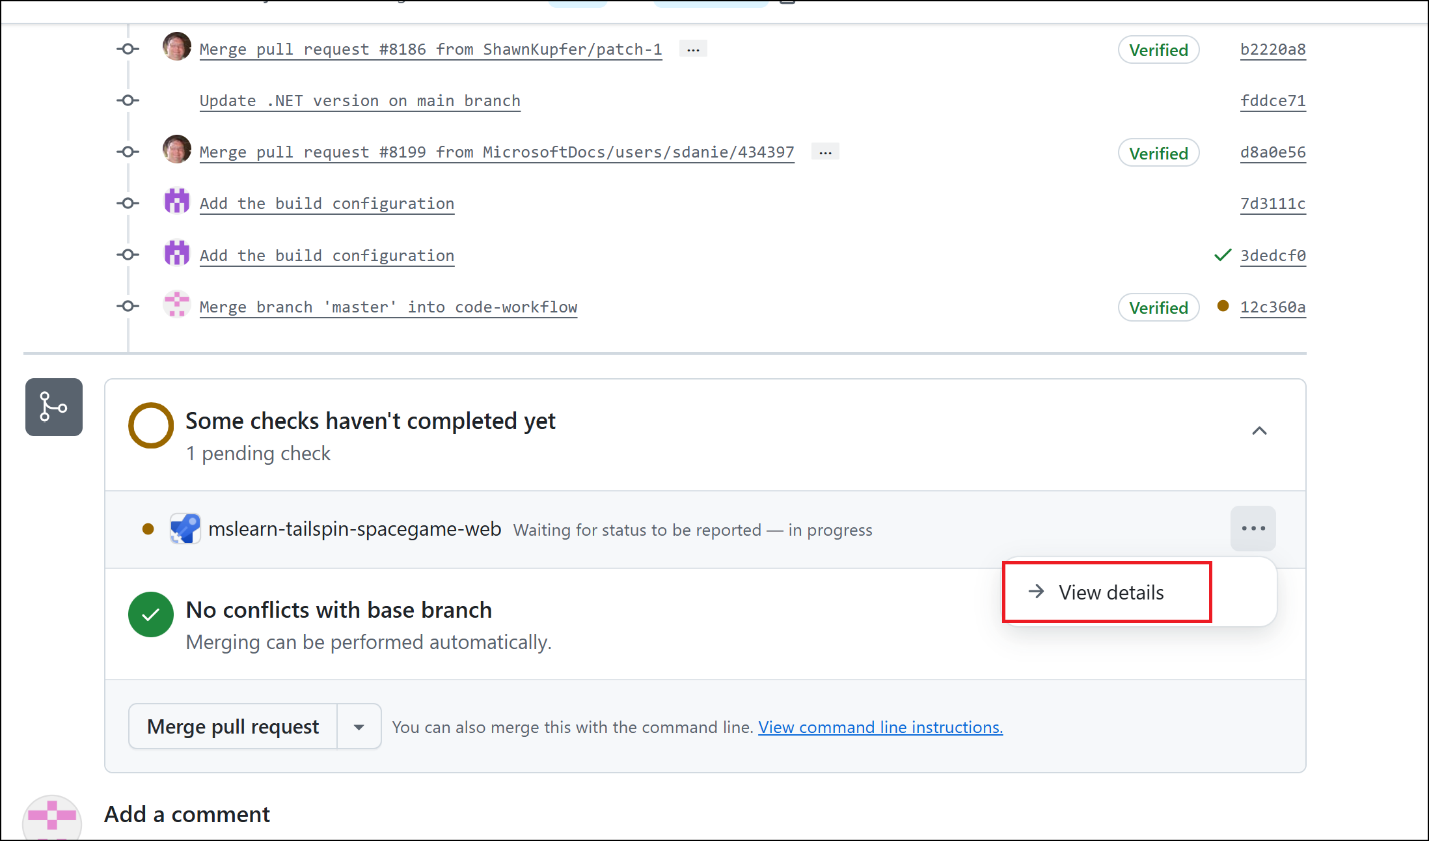 Merge pull request #8186 from ShawnKupfer/patch-1 ... Verified b2220a8
Update .NET version on main branch fddce71
Merge pull request #8199 from MicrosoftDocs/users/sdanie/434397 ... Verified d8a0e56
Add the build configuration 7d3111c
Add the build configuration 3dedcf0
Merge branch 'master' into code-workflow Verified 12c360a
Some checks haven't completed yet
1 pending check
mslearn-tailspin-spacegame-web Waiting for status to be reported — in progress
View details
No conflicts with base branch
Merging can be performed automatically.
Merge pull request You can also merge this with the command line. View command line instructions.
Add a comment